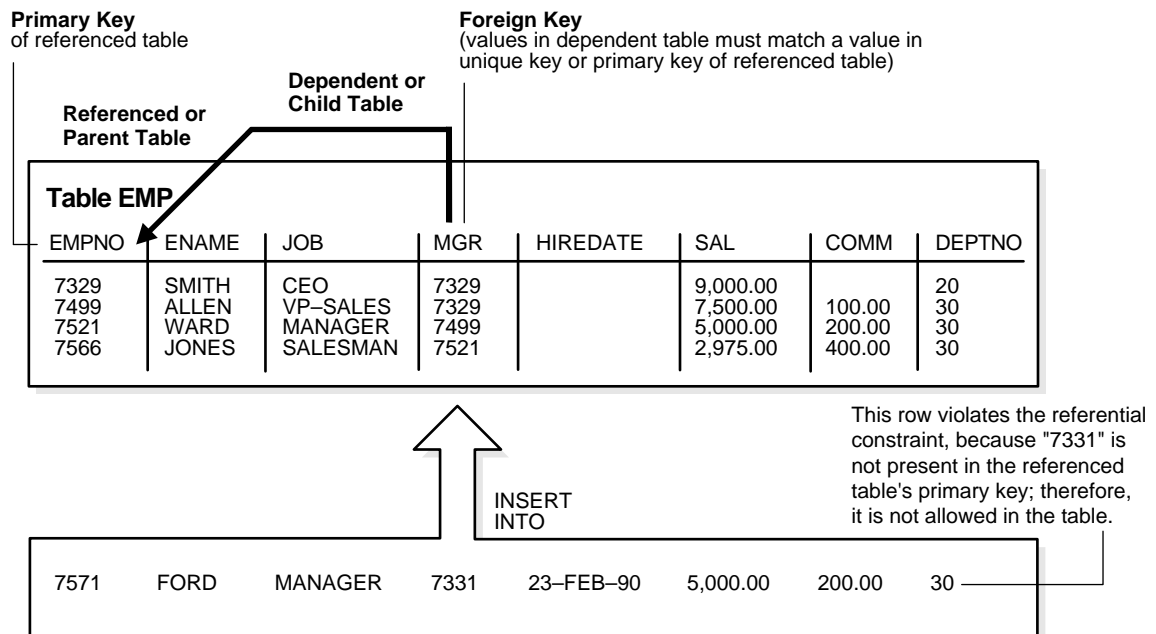 Primary Key
of referenced table
Foreign Key
(values in dependent table must match a value in
unique key or primary key of referenced table)
Dependent or
Child Table
Referenced or
Parent Table
Table EMP
EMPNO ENAME JOB MGR HIREDATE SAL COMM DEPTNO
7329 SMITH CEO 7329 9,000.00 20
7499 ALLEN VP–SALES 7329 7,500.00 100.00 30
7521 WARD MANAGER 7499 5,000.00 200.00 30
7566 JONES SALESMAN 7521 2,975.00 400.00 30
This row violates the referential
constraint, because "7331" is
not present in the referenced
table's primary key; therefore,
it is not allowed in the table.
INSERT
INTO
7571 FORD MANAGER 7331 23–FEB–90 5,000.00 200.00 30